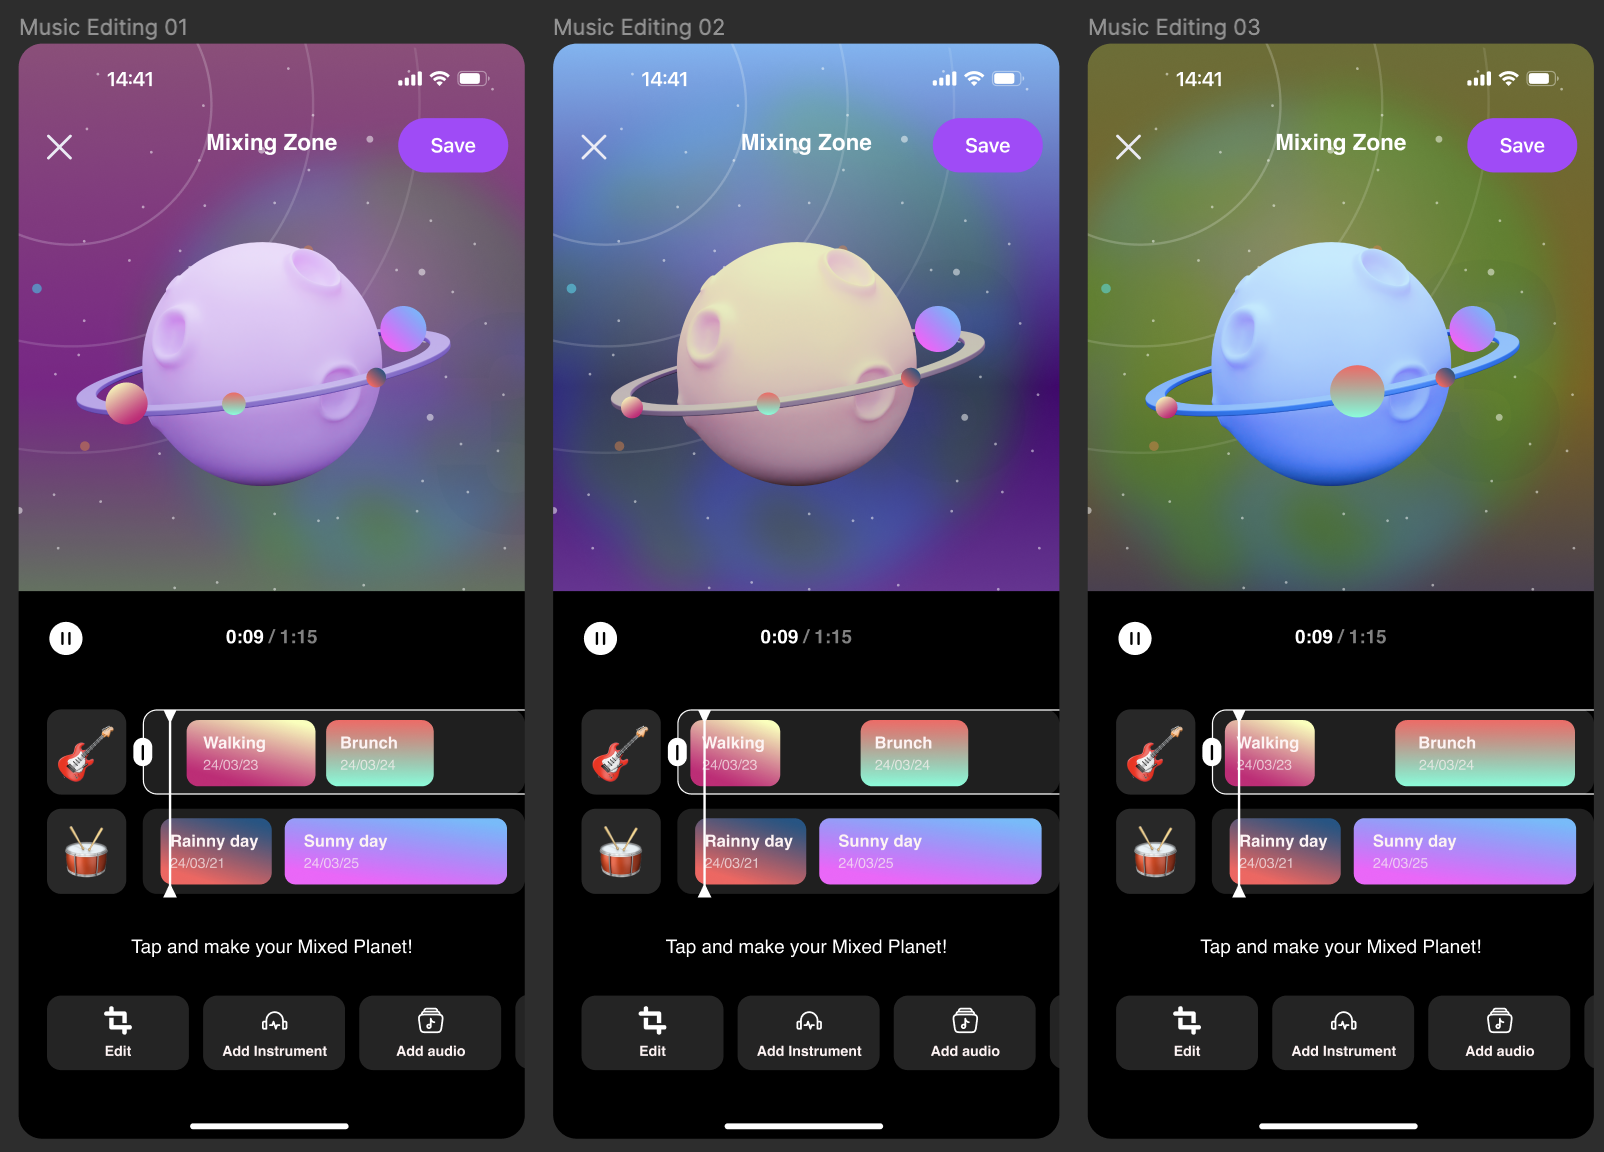 Music Editing 01
14:41
Mixing Zone
Save
0:09 / 1:15
Walking
24/03/23
Brunch
24/03/24
Rainny day
24/03/21
Sunny day
24/03/25
Tap and make your Mixed Planet!
Edit
Add Instrument
Add audio
Music Editing 02
14:41
Mixing Zone
Save
0:09 / 1:15
Walking
24/03/23
Brunch
24/03/24
Rainny day
24/03/21
Sunny day
24/03/25
Tap and make your Mixed Planet!
Edit
Add Instrument
Add audio
Music Editing 03
14:41
Mixing Zone
Save
0:09 / 1:15
Walking
24/03/23
Brunch
24/03/24
Rainny day
24/03/21
Sunny day
24/03/25
Tap and make your Mixed Planet!
Edit
Add Instrument
Add audio